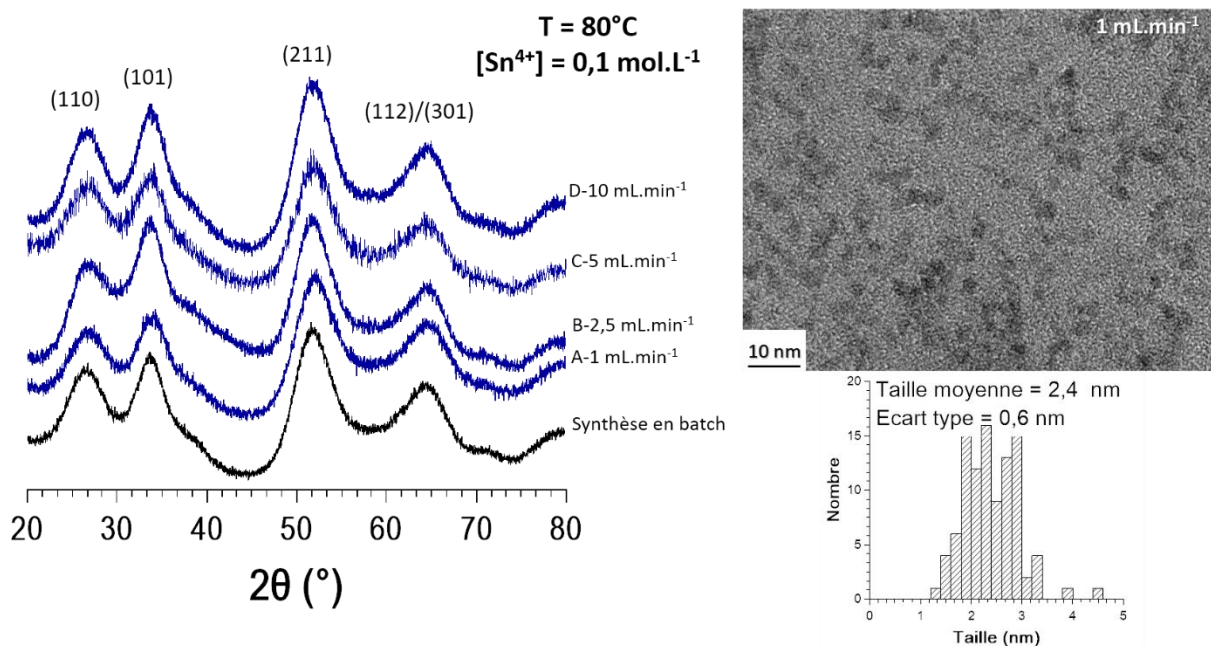 T = 80°C
[Sn⁴⁺] = 0,1 mol.L⁻¹
(110)
(101)
(211)
(112)/(301)
D-10 mL.min⁻¹
C-5 mL.min⁻¹
B-2,5 mL.min⁻¹
A-1 mL.min⁻¹
Synthèse en batch
20 30 40 50 60 70 80
2θ (°)
1 mL.min⁻¹
10 nm
Taille moyenne = 2,4 nm
Ecart type = 0,6 nm
20
15
10
5
0
Nombre
0 1 2 3 4 5
Taille (nm)